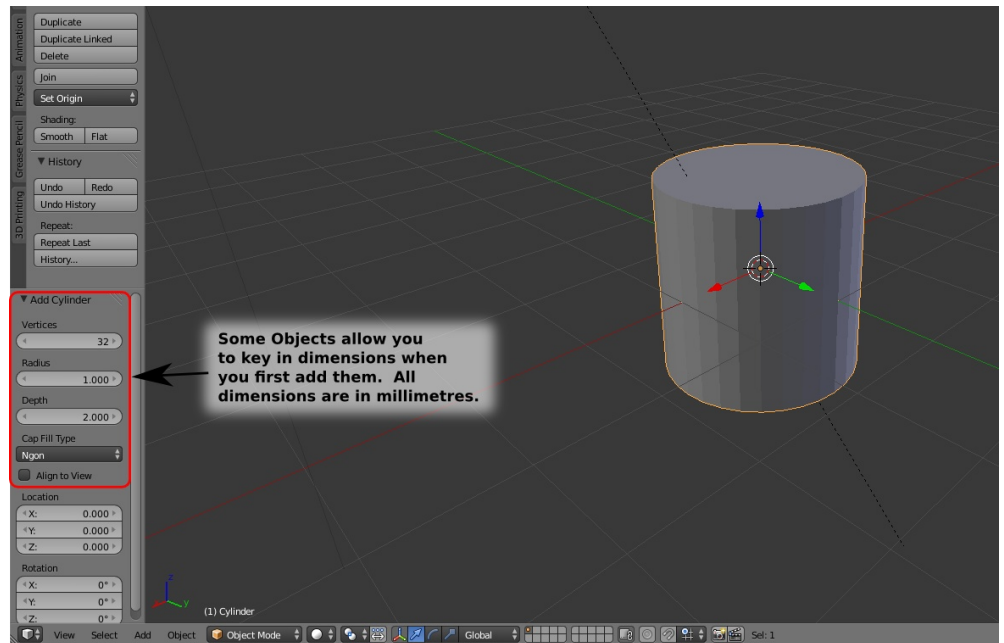 Animation
Physics
Grease Pencil
3D Printing
Duplicate
Duplicate Linked
Delete
Join
Set Origin
Shading:
Smooth Flat
History
Undo Redo
Undo History
Repeat:
Repeat Last
History...
Add Cylinder
Vertices
32
Radius
1.000
Depth
2.000
Cap Fill Type
Ngon
Align to View
Location
X: 0.000
Y: 0.000
Z: 0.000
Rotation
X: 0°
Y: 0°
Z: 0°
Some Objects allow you
to key in dimensions when
you first add them. All
dimensions are in millimetres.
z
y
(1) Cylinder
View Select Add Object Object Mode Global Sel: 1